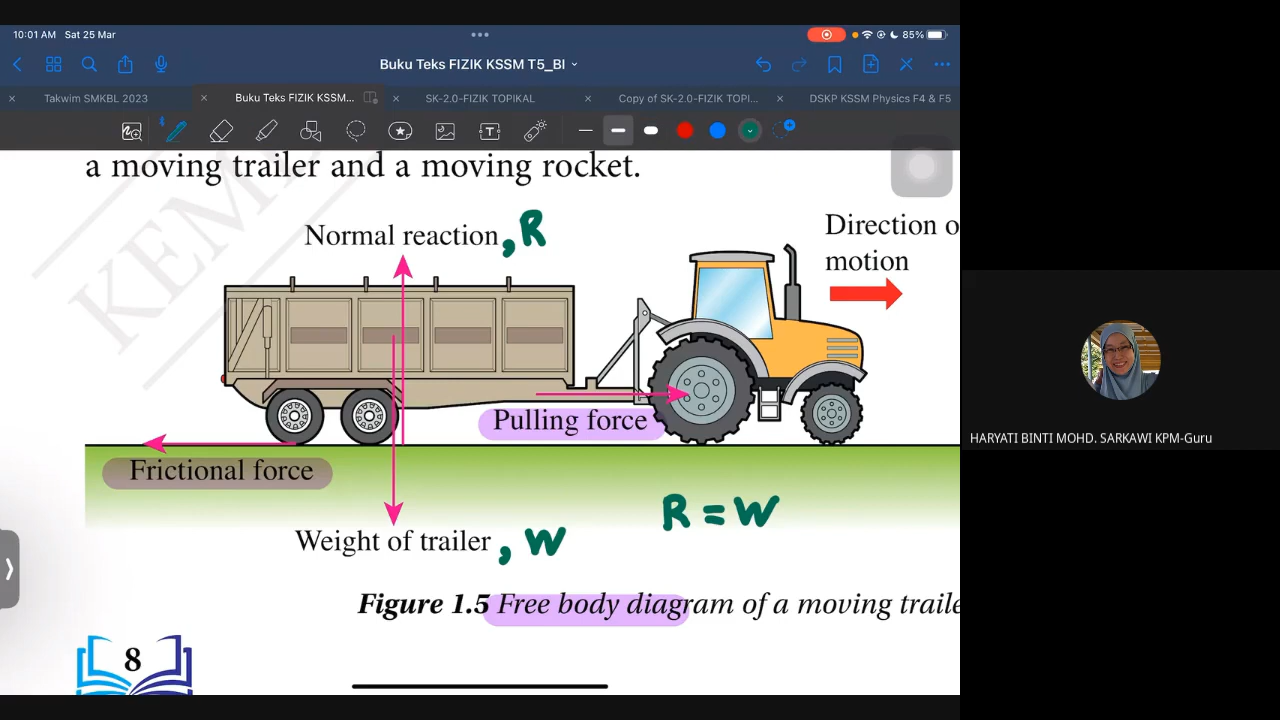 10:01 AM Sat 25 Mar
85%
Buku Teks FIZIK KSSM T5_BI
Takwim SMKBL 2023
Buku Teks FIZIK KSSM...
SK-2.0-FIZIK TOPIKAL
Copy of SK-2.0-FIZIK TOPI...
DSKP KSSM Physics F4 & F5
a moving trailer and a moving rocket.
KEM
Normal reaction, R
Direction o
motion
Pulling force
Frictional force
R = W
Weight of trailer, W
Figure 1.5 Free body diagram of a moving traile
8
HARYATI BINTI MOHD. SARKAWI KPM-Guru